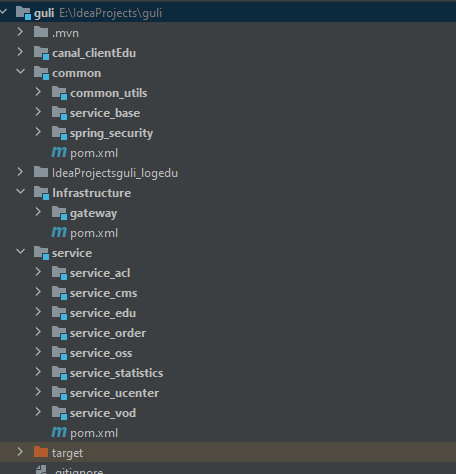 guli E:\IdeaProjects\guli
.mvn
canal_clientEdu
common
common_utils
service_base
spring_security
m pom.xml
IdeaProjectsguli_logedu
Infrastructure
gateway
m pom.xml
service
service_acl
service_cms
service_edu
service_order
service_oss
service_statistics
service_ucenter
service_vod
m pom.xml
target
.gitignore